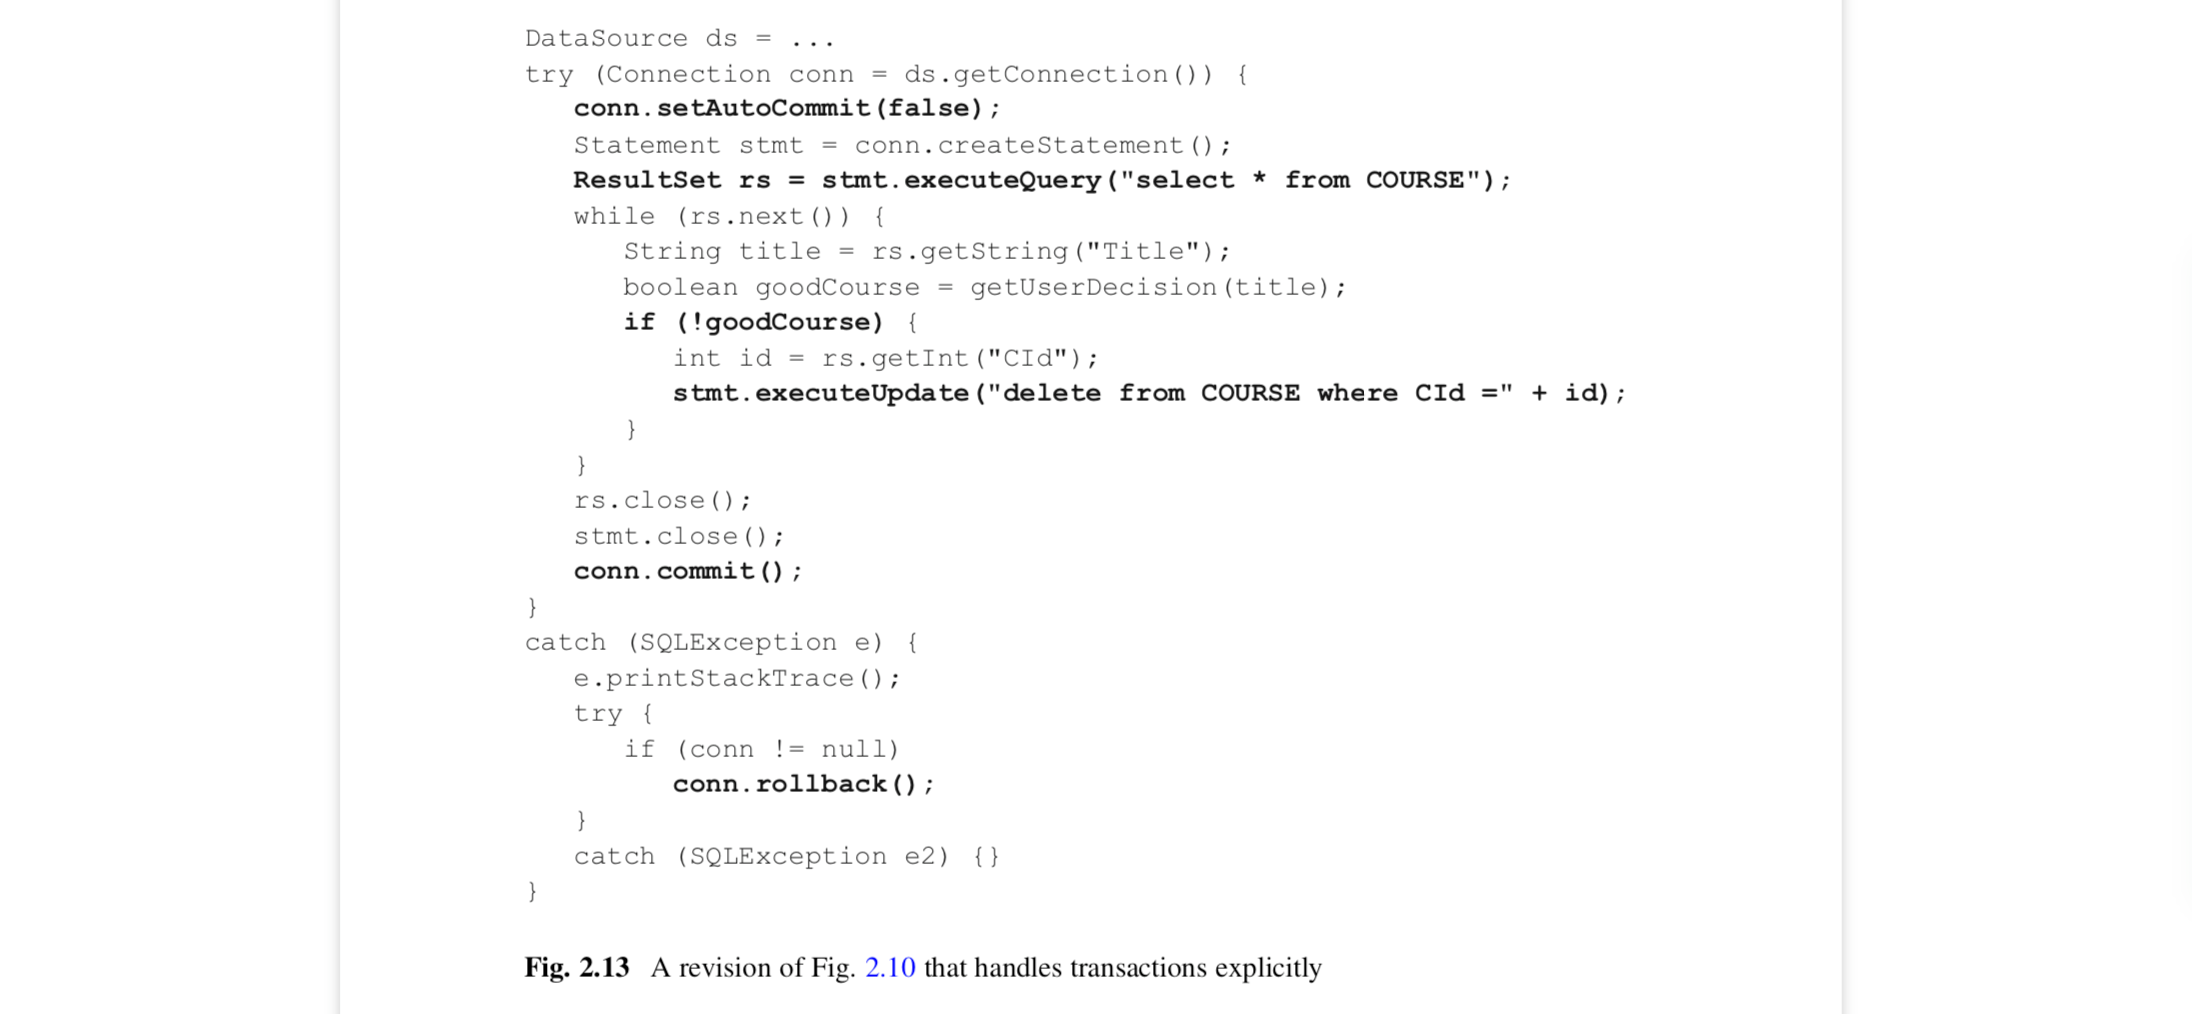 DataSource ds = ...
try (Connection conn = ds.getConnection()) {
   conn.setAutoCommit(false);
   Statement stmt = conn.createStatement();
   ResultSet rs = stmt.executeQuery("select * from COURSE");
   while (rs.next()) {
      String title = rs.getString("Title");
      boolean goodCourse = getUserDecision(title);
      if (!goodCourse) {
         int id = rs.getInt("CId");
         stmt.executeUpdate("delete from COURSE where CId =" + id);
      }
   }
   rs.close();
   stmt.close();
   conn.commit();
}
catch (SQLException e) {
   e.printStackTrace();
   try {
      if (conn != null)
         conn.rollback();
   }
   catch (SQLException e2) {}
}
Fig. 2.13 A revision of Fig. 2.10 that handles transactions explicitly